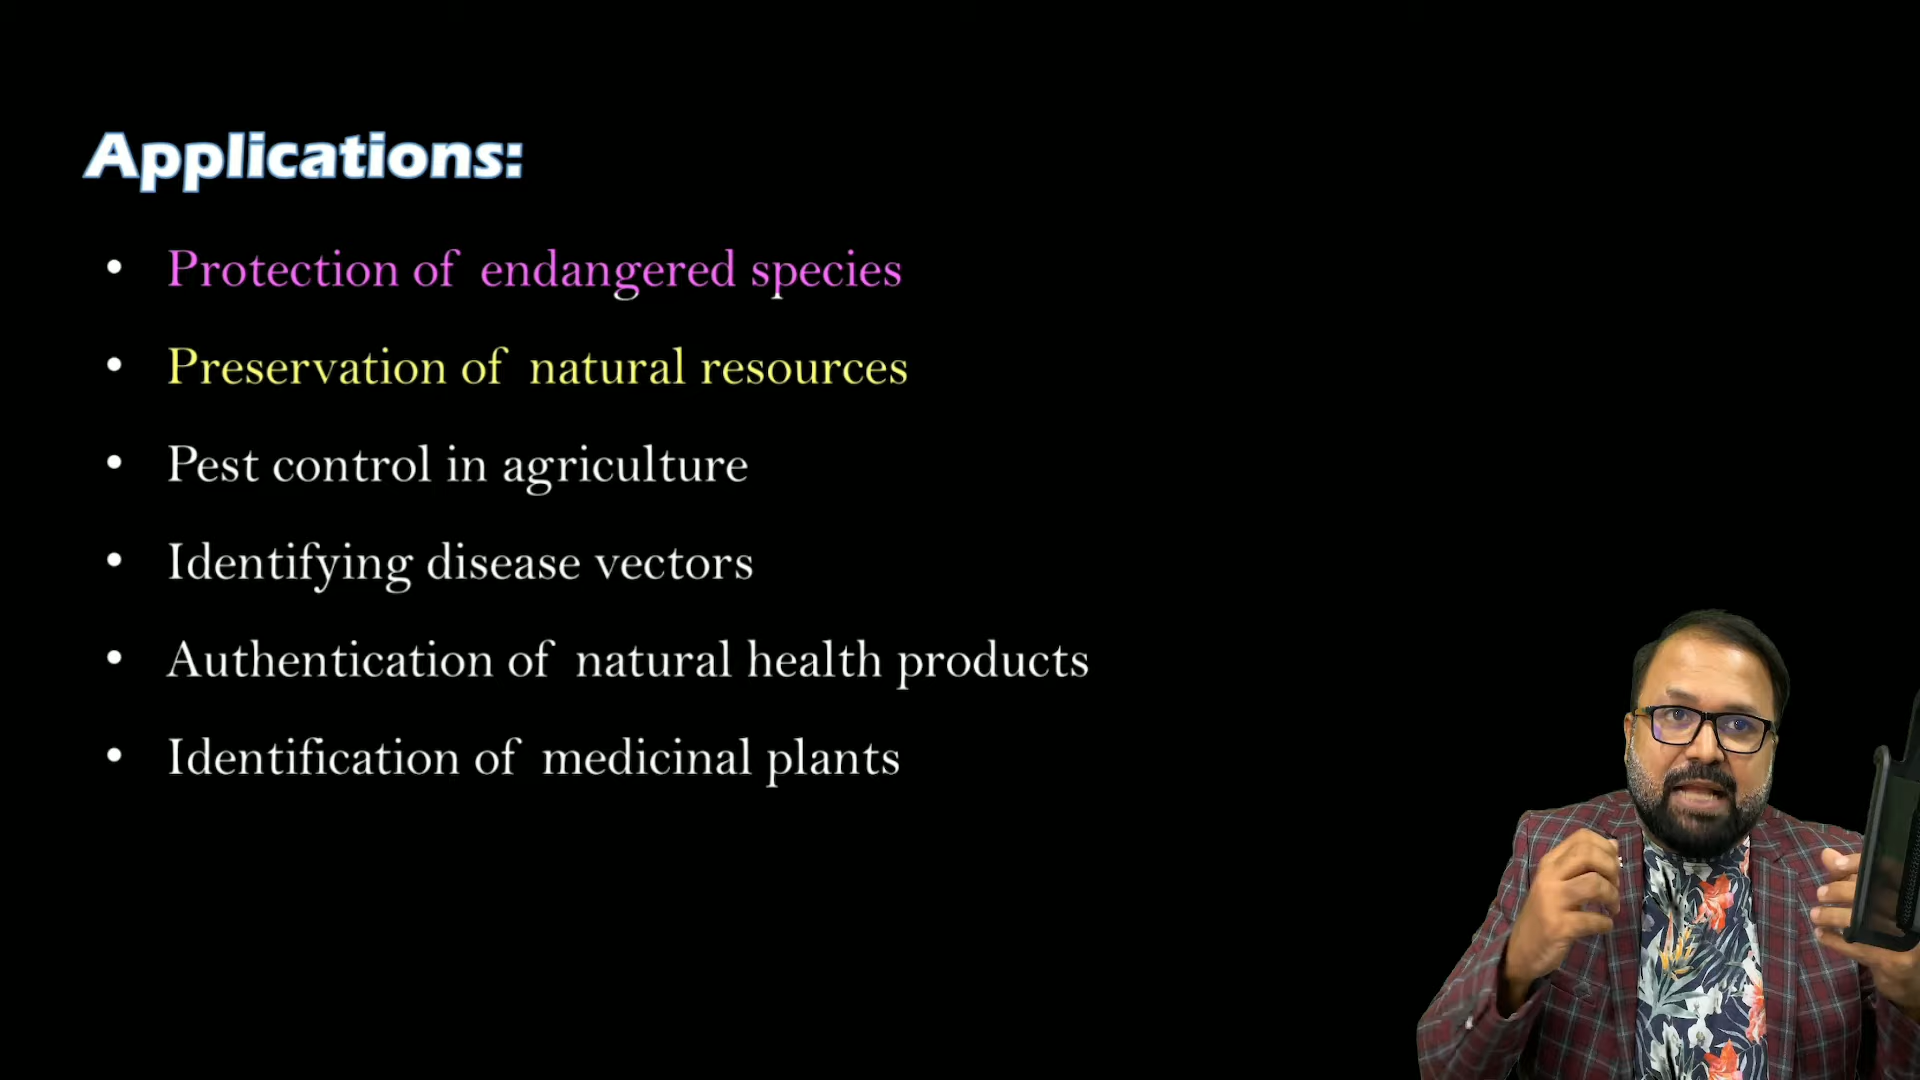 Applications:
• Protection of endangered species
• Preservation of natural resources
• Pest control in agriculture
• Identifying disease vectors
• Authentication of natural health products
• Identification of medicinal plants